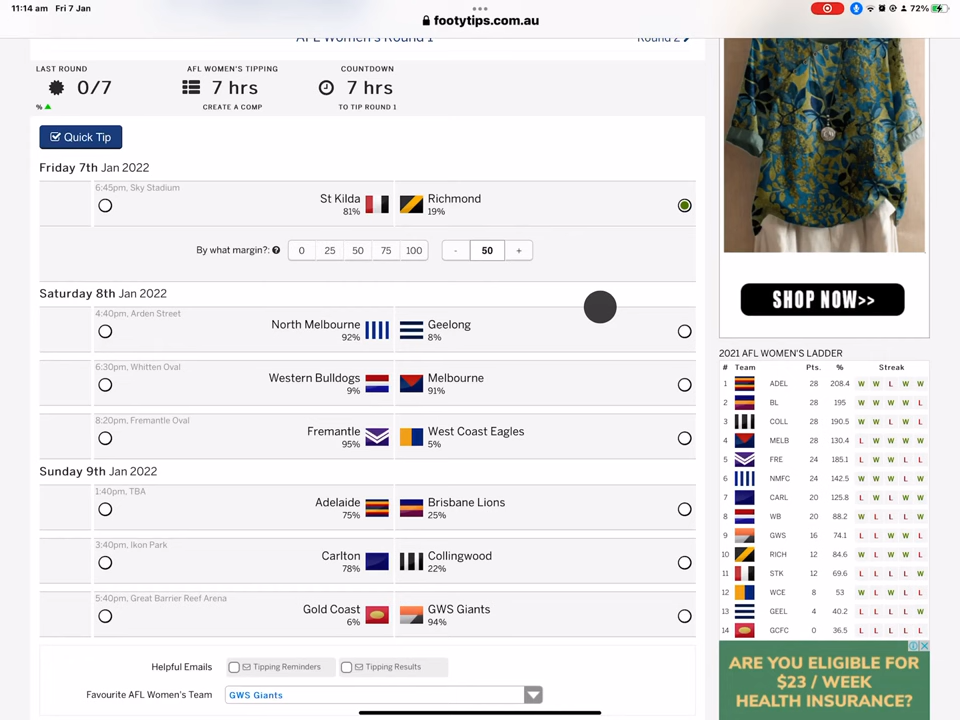 11:14 am Fri 7 Jan
72%
footytips.com.au
AFL Women's Round 1
Round 2
LAST ROUND
0/7
%
AFL WOMEN'S TIPPING
7 hrs
CREATE A COMP
COUNTDOWN
7 hrs
TO TIP ROUND 1
Quick Tip
Friday 7th Jan 2022
6:45pm, Sky Stadium
St Kilda
81%
Richmond
19%
By what margin?:
0 25 50 75 100 - 50 +
Saturday 8th Jan 2022
4:40pm, Arden Street
North Melbourne
92%
Geelong
8%
6:30pm, Whitten Oval
Western Bulldogs
9%
Melbourne
91%
8:20pm, Fremantle Oval
Fremantle
95%
West Coast Eagles
5%
Sunday 9th Jan 2022
1:40pm, TBA
Adelaide
75%
Brisbane Lions
25%
3:40pm, Ikon Park
Carlton
78%
Collingwood
22%
5:40pm, Great Barrier Reef Arena
Gold Coast
6%
GWS Giants
94%
Helpful Emails Tipping Reminders Tipping Results
Favourite AFL Women's Team GWS Giants
SHOP NOW>>
2021 AFL WOMEN'S LADDER
# Team Pts. % Streak
1 ADEL 28 208.4 W W L W W
2 BL 28 195 W W W W L
3 COLL 28 190.5 W W L W L
4 MELB 28 130.4 L W W W L
5 FRE 24 185.1 L W W L L
6 NMFC 24 142.5 L W W L W
7 CARL 20 125.8 L W L W W
8 WB 20 88.2 W L L L W
9 GWS 16 74.1 L L W W L
10 RICH 12 84.6 W L W W L
11 STK 12 69.6 L L L L W
12 WCE 8 53 W L W L L
13 GEEL 4 40.2 L L L L W
14 GCFC 0 36.5 L L L L L
ARE YOU ELIGIBLE FOR
$23 / WEEK
HEALTH INSURANCE?